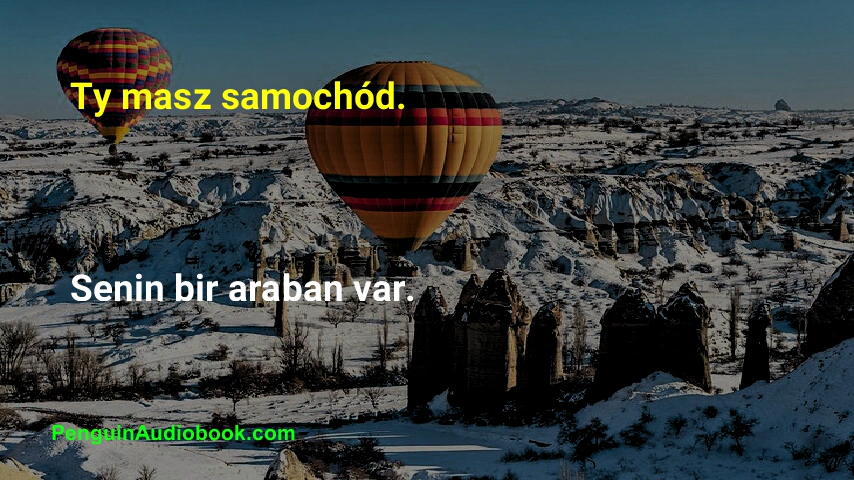 Ty masz samochód.
Senin bir araban var.
PenguinAudiobook.com